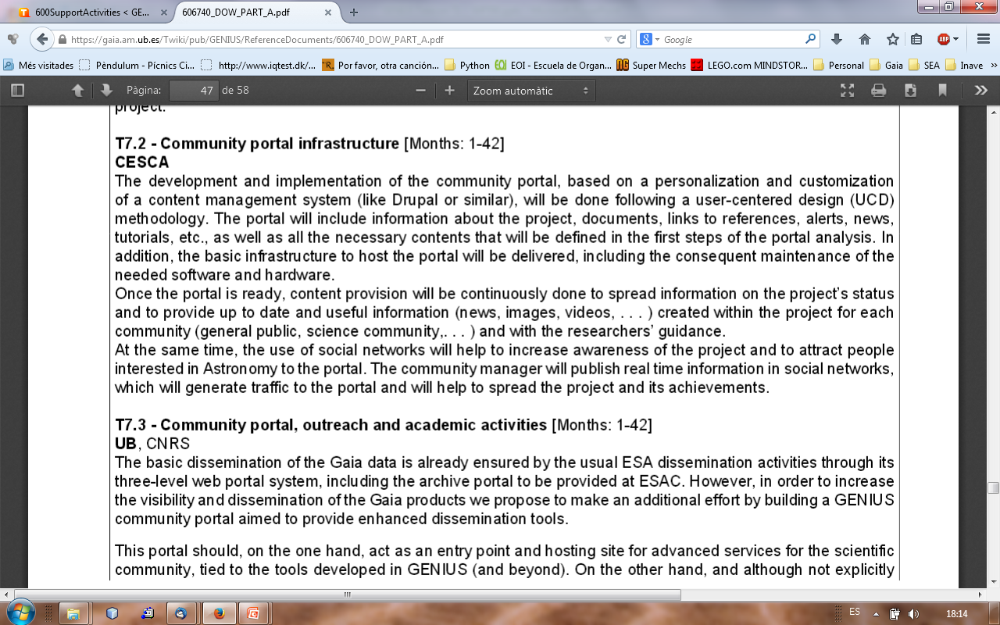 600SupportActivities < GE...
606740_DOW_PART_A.pdf
https://gaia.am.ub.es/Twiki/pub/GENIUS/ReferenceDocuments/606740_DOW_PART_A.pdf
Google
ABP
Més visitades
Pèndulum - Pícnics Ci...
http://www.iqtest.dk/...
Por favor, otra canción...
Python
EOI - Escuela de Organ...
Super Mechs
LEGO.com MINDSTOR...
Personal
Gaia
SEA
Inave
Pàgina: 47 de 58
Zoom automàtic
project.
T7.2 - Community portal infrastructure [Months: 1-42]
CESCA
The development and implementation of the community portal, based on a personalization and customization
of a content management system (like Drupal or similar), will be done following a user-centered design (UCD)
methodology. The portal will include information about the project, documents, links to references, alerts, news,
tutorials, etc., as well as all the necessary contents that will be defined in the first steps of the portal analysis. In
addition, the basic infrastructure to host the portal will be delivered, including the consequent maintenance of the
needed software and hardware.
Once the portal is ready, content provision will be continuously done to spread information on the project's status
and to provide up to date and useful information (news, images, videos, . . . ) created within the project for each
community (general public, science community,. . . ) and with the researchers' guidance.
At the same time, the use of social networks will help to increase awareness of the project and to attract people
interested in Astronomy to the portal. The community manager will publish real time information in social networks,
which will generate traffic to the portal and will help to spread the project and its achievements.
T7.3 - Community portal, outreach and academic activities [Months: 1-42]
UB, CNRS
The basic dissemination of the Gaia data is already ensured by the usual ESA dissemination activities through its
three-level web portal system, including the archive portal to be provided at ESAC. However, in order to increase
the visibility and dissemination of the Gaia products we propose to make an additional effort by building a GENIUS
community portal aimed to provide enhanced dissemination tools.
This portal should, on the one hand, act as an entry point and hosting site for advanced services for the scientific
community, tied to the tools developed in GENIUS (and beyond). On the other hand, and although not explicitly
ES
18:14